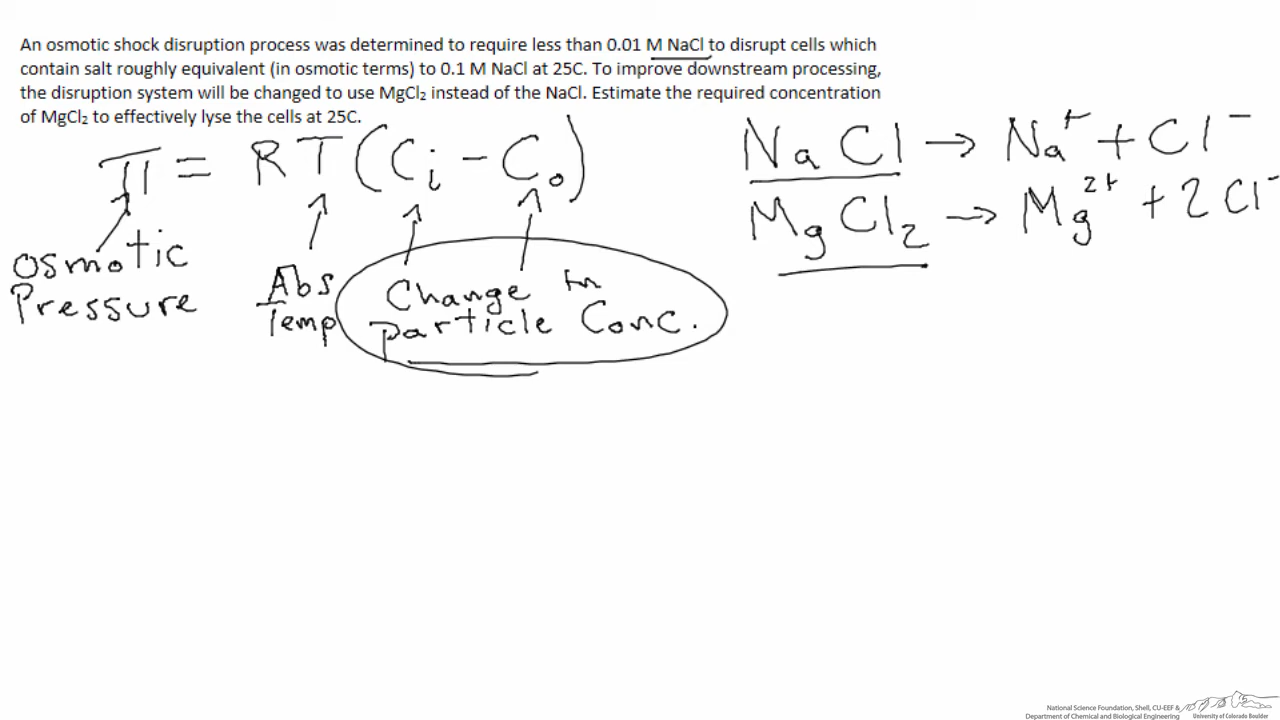 An osmotic shock disruption process was determined to require less than 0.01 M NaCl to disrupt cells which
contain salt roughly equivalent (in osmotic terms) to 0.1 M NaCl at 25C. To improve downstream processing,
the disruption system will be changed to use MgCl₂ instead of the NaCl. Estimate the required concentration
of MgCl₂ to effectively lyse the cells at 25C.
π = RT(Cᵢ - Cₒ)
NaCl → Na⁺ + Cl⁻
MgCl₂ → Mg²⁺ + 2Cl⁻
Osmotic
Pressure
Abs
Temp
Change in
Particle Conc.
National Science Foundation, Shell, CU-EEF &
Department of Chemical and Biological Engineering
University of Colorado Boulder